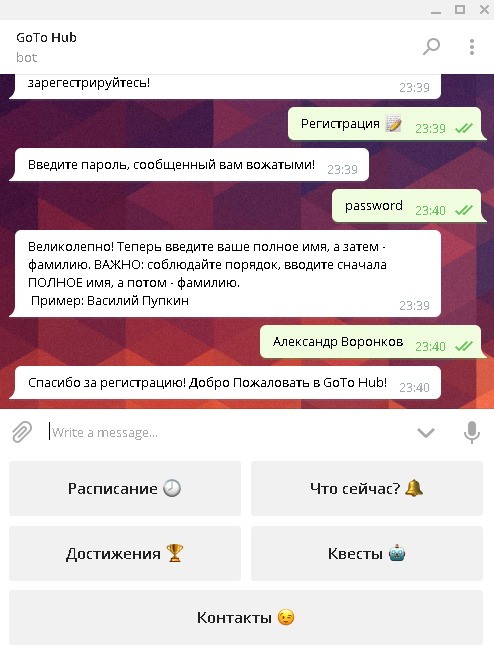 GoTo Hub
bot
зарегестрируйтесь!
23:39
Регистрация 📝 23:39
Введите пароль, сообщенный вам вожатыми! 23:39
password 23:40
Великолепно! Теперь введите ваше полное имя, а затем -
фамилию. ВАЖНО: соблюдайте порядок, вводите сначала
ПОЛНОЕ имя, а потом - фамилию.
Пример: Василий Пупкин 23:39
Александр Воронков 23:40
Спасибо за регистрацию! Добро Пожаловать в GoTo Hub! 23:40
Write a message...
Расписание 🕗 Что сейчас? 🔔
Достижения 🏆 Квесты 🤖
Контакты 😉